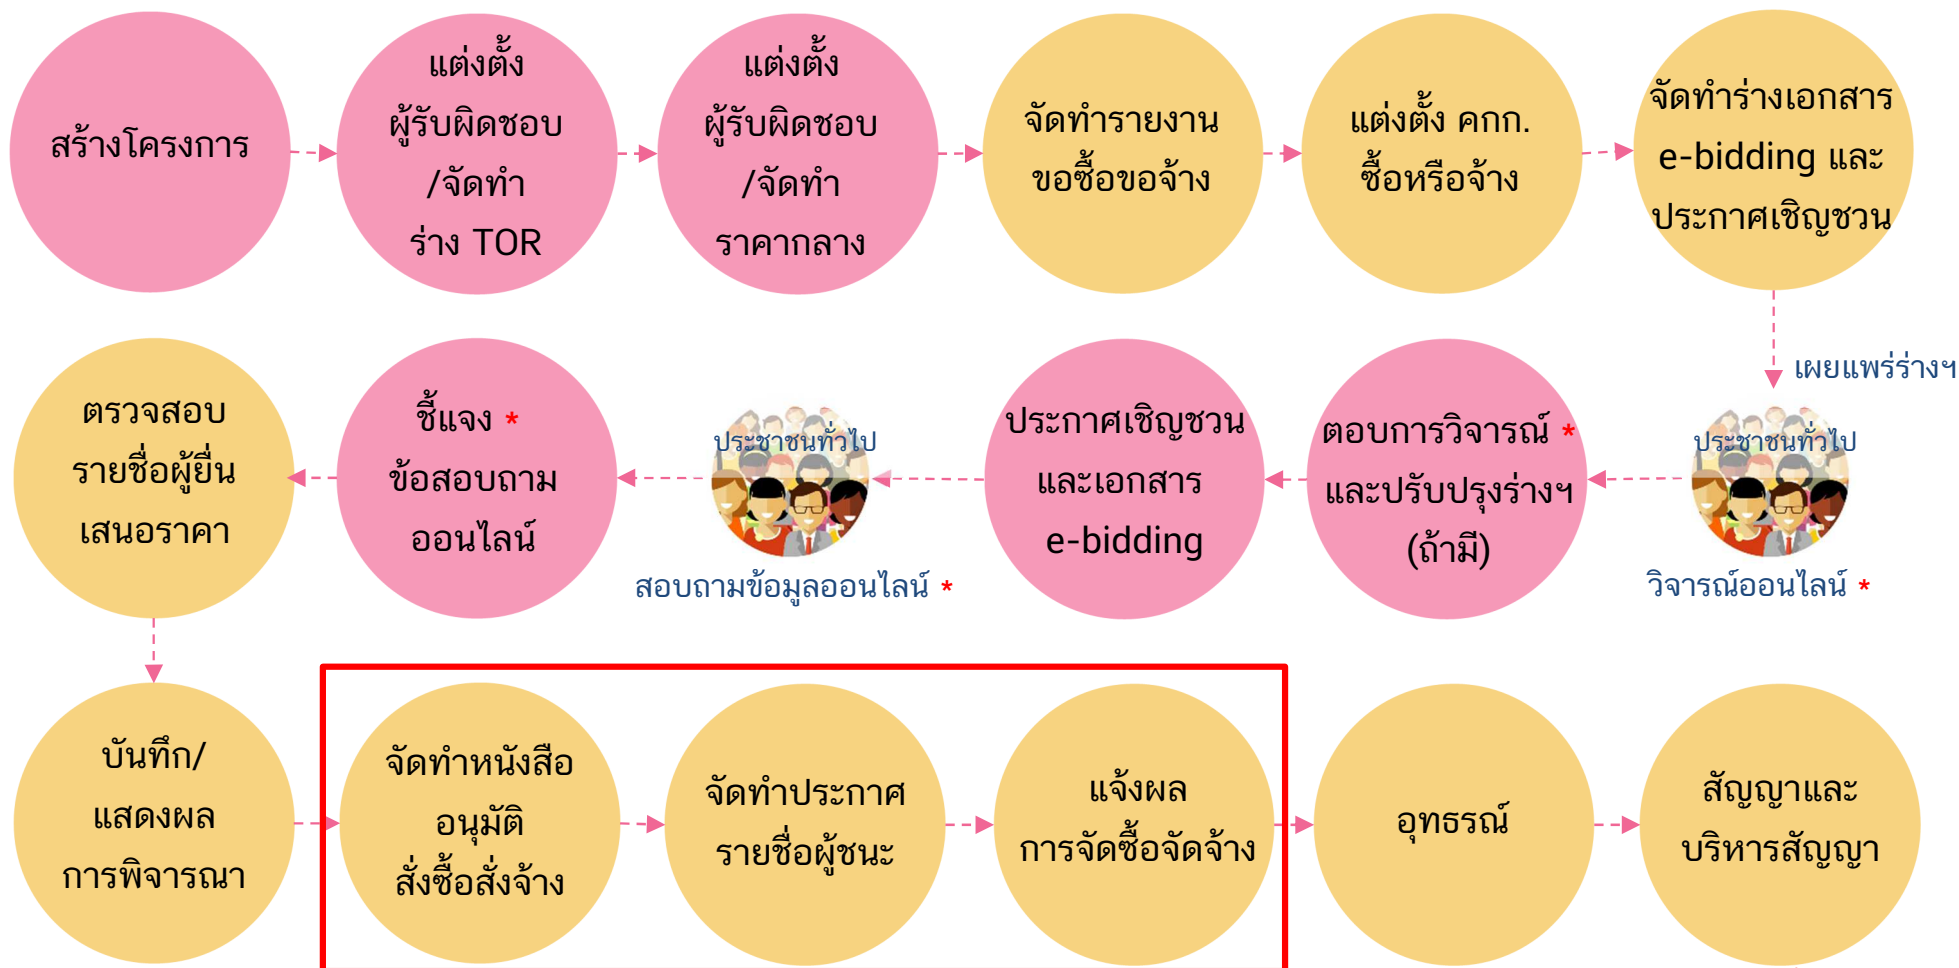 สร้างโครงการ
แต่งตั้ง
ผู้รับผิดชอบ
/จัดทำ
ร่าง TOR
แต่งตั้ง
ผู้รับผิดชอบ
/จัดทำ
ราคากลาง
จัดทำรายงาน
ขอซื้อขอจ้าง
แต่งตั้ง คกก.
ซื้อหรือจ้าง
จัดทำร่างเอกสาร
e-bidding และ
ประกาศเชิญชวน
เผยแพร่ร่างฯ
ประชาชนทั่วไป
วิจารณ์ออนไลน์ *
ตอบการวิจารณ์ *
และปรับปรุงร่างฯ
(ถ้ามี)
ประกาศเชิญชวน
และเอกสาร
e-bidding
ประชาชนทั่วไป
สอบถามข้อมูลออนไลน์ *
ชี้แจง *
ข้อสอบถาม
ออนไลน์
ตรวจสอบ
รายชื่อผู้ยื่น
เสนอราคา
บันทึก/
แสดงผล
การพิจารณา
จัดทำหนังสือ
อนุมัติ
สั่งซื้อสั่งจ้าง
จัดทำประกาศ
รายชื่อผู้ชนะ
แจ้งผล
การจัดซื้อจัดจ้าง
อุทธรณ์
สัญญาและ
บริหารสัญญา